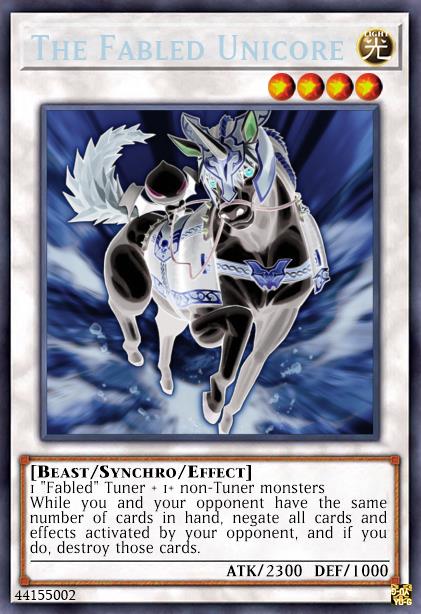 The Fabled Unicore
LIGHT
光
[Beast/Synchro/Effect]
1 "Fabled" Tuner + 1+ non-Tuner monsters
While you and your opponent have the same
number of cards in hand, negate all cards and
effects activated by your opponent, and if you
do, destroy those cards.
ATK/2300 DEF/1000
44155002